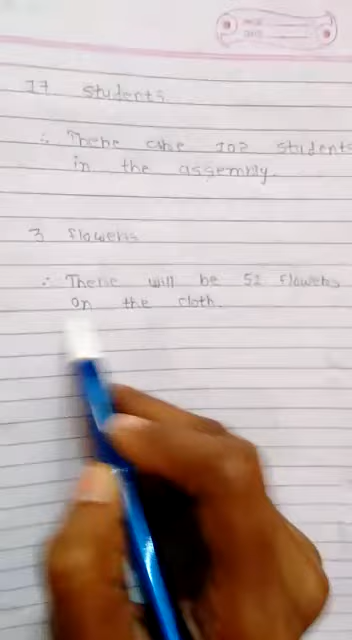 17 students
∴ There are 102 students
in the assembly
3 flowers
∴ There will be 52 flowers
on the cloth.